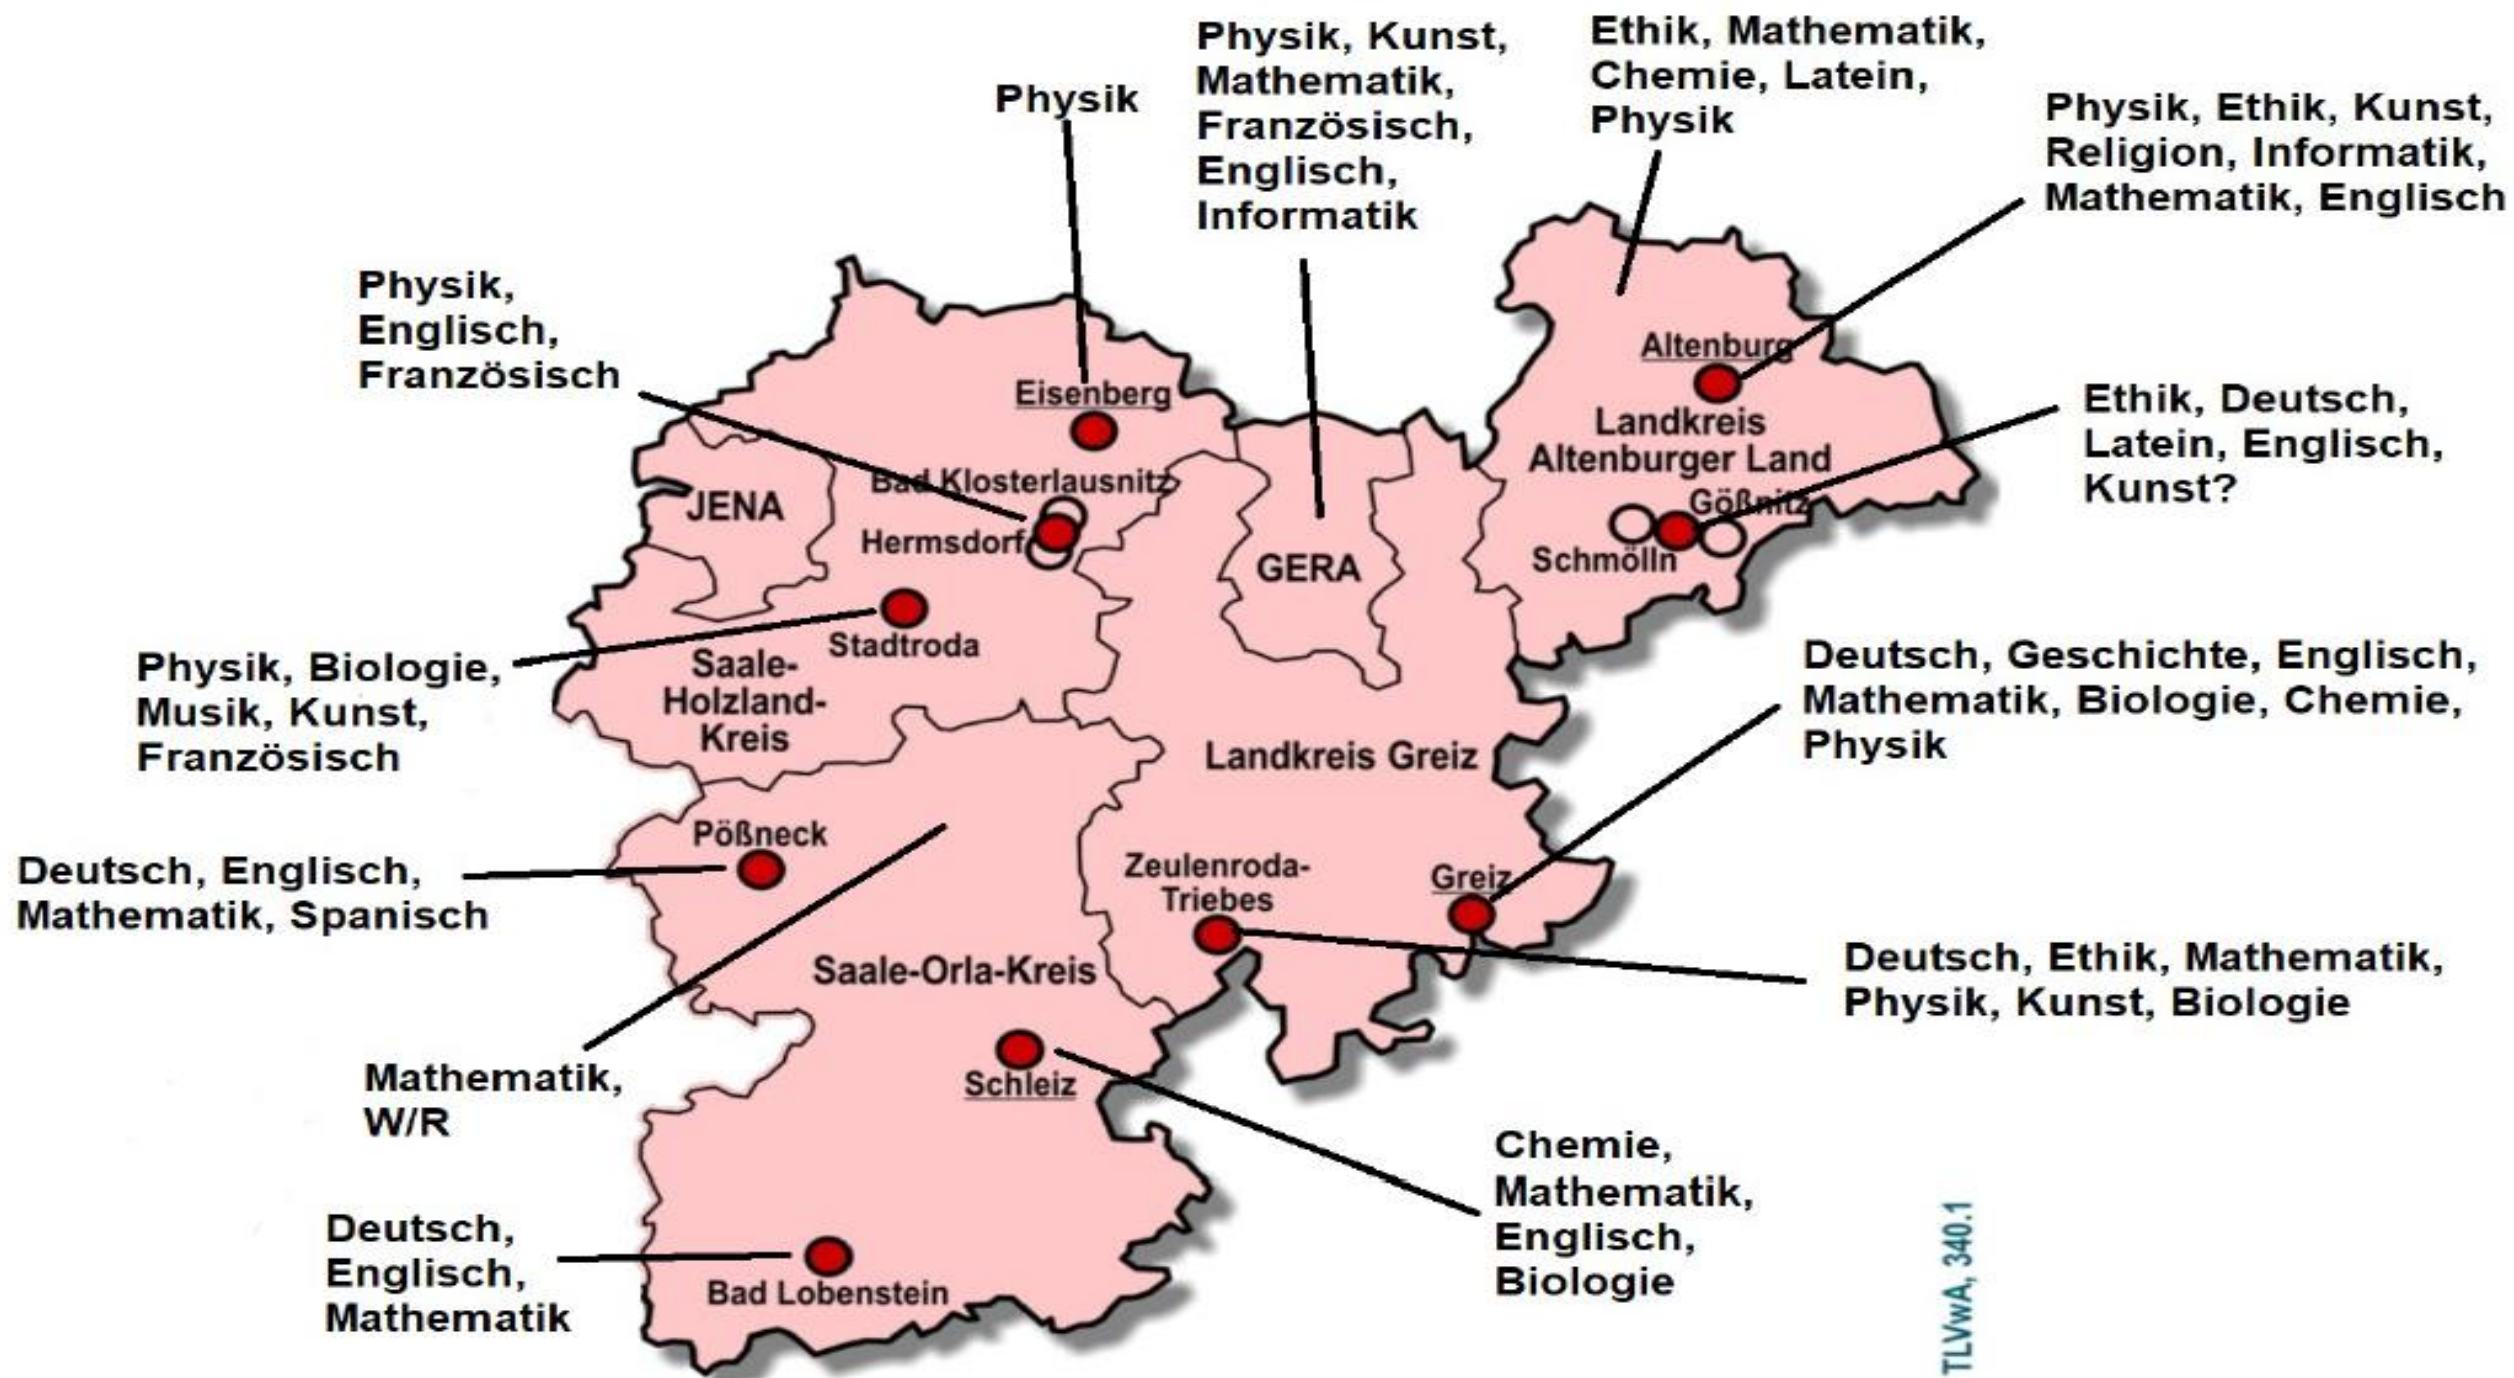 Ethik, Mathematik,
Chemie, Latein,
Physik
Physik, Kunst,
Mathematik,
Französisch,
Englisch,
Informatik
Physik
Physik, Ethik, Kunst,
Religion, Informatik,
Mathematik, Englisch
Physik,
Englisch,
Französisch
Altenburg
Eisenberg
Landkreis
Altenburger Land
Ethik, Deutsch,
Latein, Englisch,
Kunst?
Bad Klosterlausnitz
JENA
Gößnitz
Hermsdorf
Schmölln
GERA
Stadtroda
Saale-
Holzland-
Kreis
Physik, Biologie,
Musik, Kunst,
Französisch
Deutsch, Geschichte, Englisch,
Mathematik, Biologie, Chemie,
Physik
Landkreis Greiz
Pößneck
Deutsch, Englisch,
Mathematik, Spanisch
Zeulenroda-
Triebes
Greiz
Deutsch, Ethik, Mathematik,
Physik, Kunst, Biologie
Saale-Orla-Kreis
Mathematik,
W/R
Schleiz
Chemie,
Mathematik,
Englisch,
Biologie
Deutsch,
Englisch,
Mathematik
Bad Lobenstein
TLVwA, 340.1